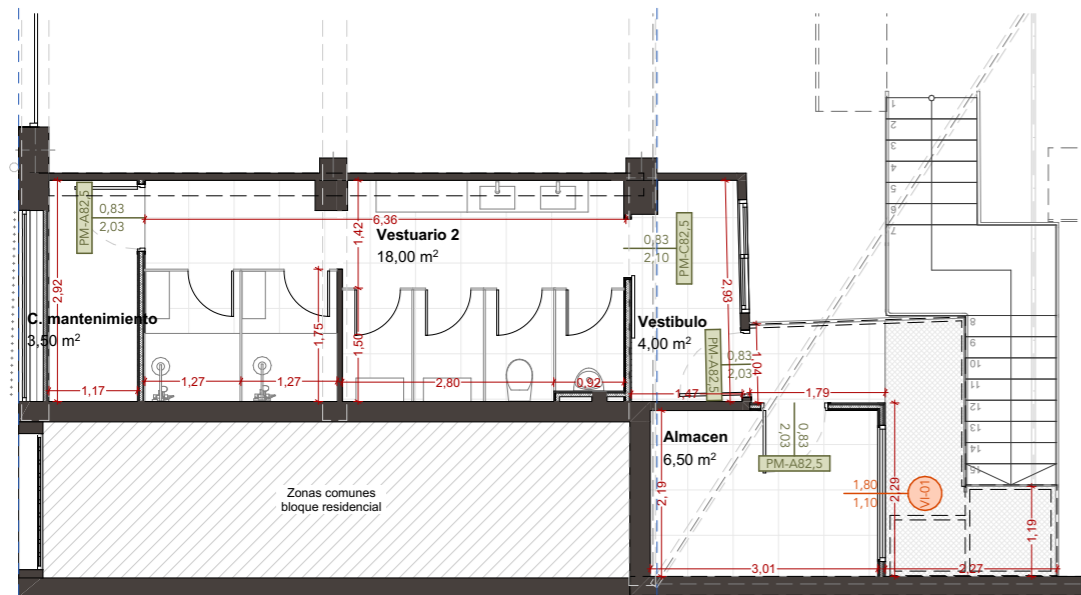 1
2
3
4
5
6
7
PM-A82,5
0,83
2,03
6,36
1,42
Vestuario 2
18,00 m²
0,83
2,10
PM-C82,5
2,92
2,93
C. mantenimiento
3,50 m²
1,75
1,50
Vestibulo
4,00 m²
PM-A82,5
0,83
2,03
1,04
8
9
10
11
12
13
14
15
1,17
1,27
1,27
2,80
0,92
1,47
1,79
Almacen
6,50 m²
0,83
2,03
PM-A82,5
2,19
2,29
1,80
1,10
VI-01
Zonas comunes
bloque residencial
1,19
3,01
2,27